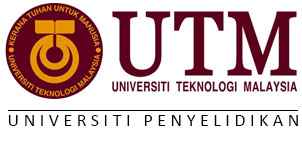 KERANA TUHAN UNTUK MANUSIA
UNIVERSITI TEKNOLOGI MALAYSIA
UTM
UNIVERSITI TEKNOLOGI MALAYSIA
UNIVERSITI PENYELIDIKAN